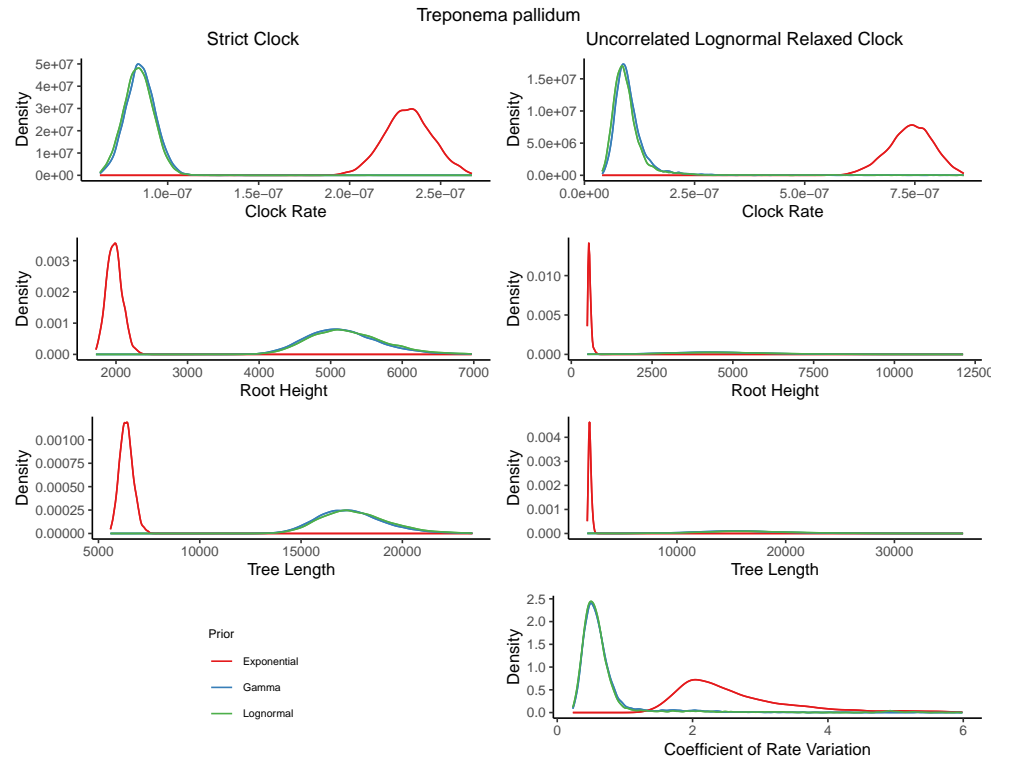 Treponema pallidum
Strict Clock
Density
5e+07
4e+07
3e+07
2e+07
1e+07
0e+00
1.0e−07 1.5e−07 2.0e−07 2.5e−07
Clock Rate
Uncorrelated Lognormal Relaxed Clock
Density
1.5e+07
1.0e+07
5.0e+06
0.0e+00
0.0e+00 2.5e−07 5.0e−07 7.5e−07
Clock Rate
Density
0.003
0.002
0.001
0.000
2000 3000 4000 5000 6000 7000
Root Height
Density
0.010
0.005
0.000
0 2500 5000 7500 10000 12500
Root Height
Density
0.00100
0.00075
0.00050
0.00025
0.00000
5000 10000 15000 20000
Tree Length
Density
0.004
0.003
0.002
0.001
0.000
10000 20000 30000
Tree Length
Prior
Exponential
Gamma
Lognormal
Density
2.5
2.0
1.5
1.0
0.5
0.0
0 2 4 6
Coefficient of Rate Variation